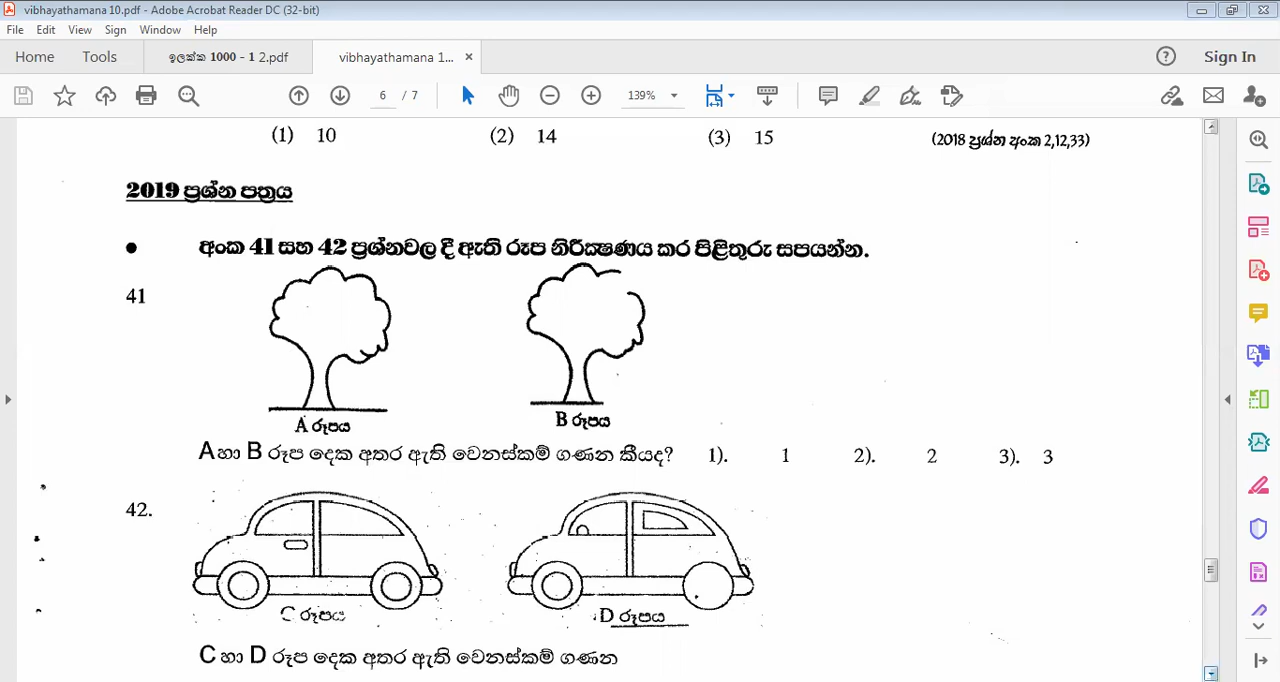 vibhayathamana 10.pdf - Adobe Acrobat Reader DC (32-bit)
File Edit View Sign Window Help
Home Tools ඉලක්ක 1000 - 1 2.pdf vibhayathamana 1... × ? Sign In
6 / 7 139%
(1) 10 (2) 14 (3) 15 (2018 ප්‍රශ්න අංක 2,12,33)
2019 ප්‍රශ්න පත්‍රය
● අංක 41 සහ 42 ප්‍රශ්නවල දී ඇති රූප නිරීක්‍ෂණය කර පිළිතුරු සපයන්න.
41
A රූපය B රූපය
A හා B රූප දෙක අතර ඇති වෙනස්කම් ගණන කීයද? 1). 1 2). 2 3). 3
42.
C රූපය D රූපය
C හා D රූප දෙක අතර ඇති වෙනස්කම් ගණන